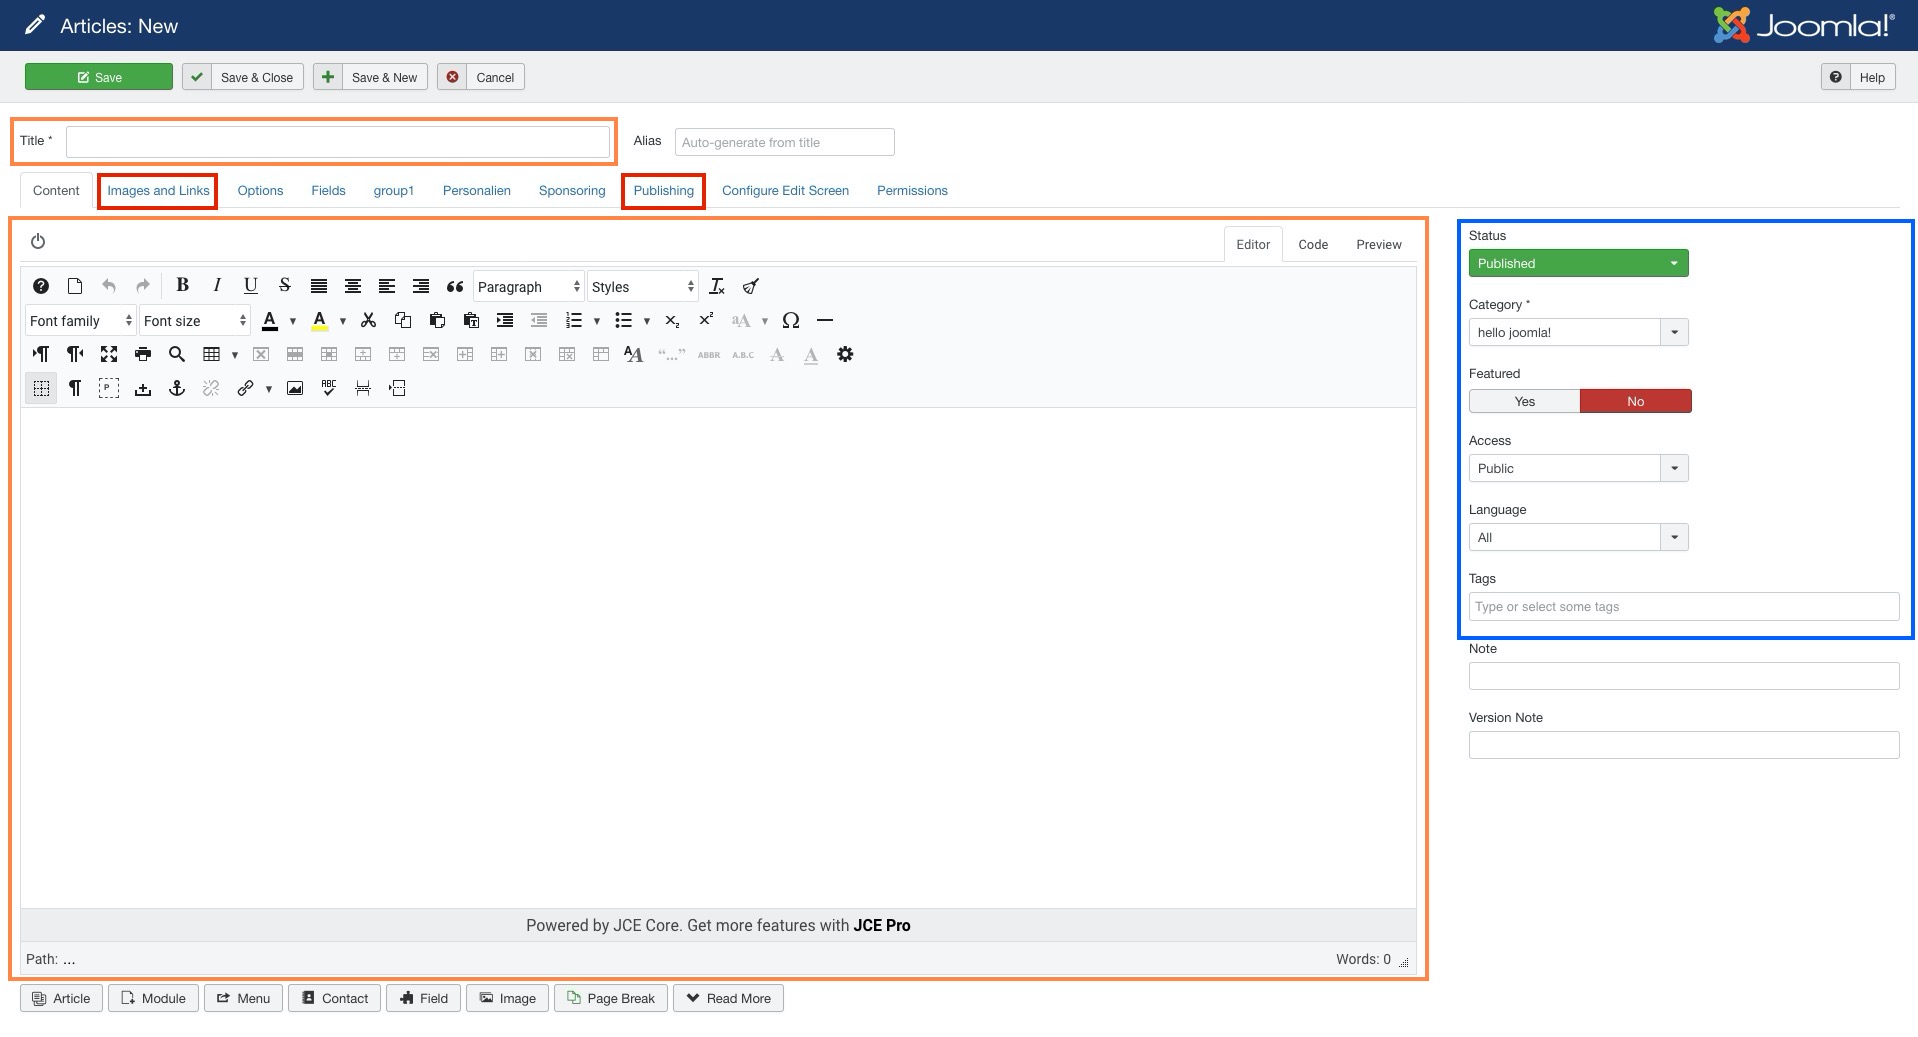 Articles: New
Joomla!®
Save Save & Close Save & New Cancel Help
Title * Alias Auto-generate from title
Content Images and Links Options Fields group1 Personalien Sponsoring Publishing Configure Edit Screen Permissions
Editor Code Preview
B I U S Paragraph Styles
Font family Font size A A aA Ω
“...” ABBR A.B.C A A
P ABC
Powered by JCE Core. Get more features with JCE Pro
Path: ...
Words: 0
Article Module Menu Contact Field Image Page Break Read More
Status
Published
Category *
hello joomla!
Featured
Yes No
Access
Public
Language
All
Tags
Type or select some tags
Note
Version Note